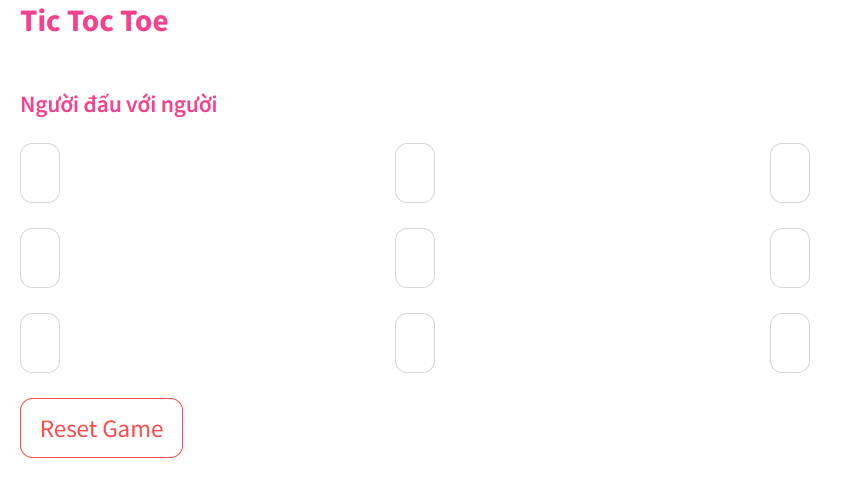 Tic Toc Toe
Người đấu với người
Reset Game